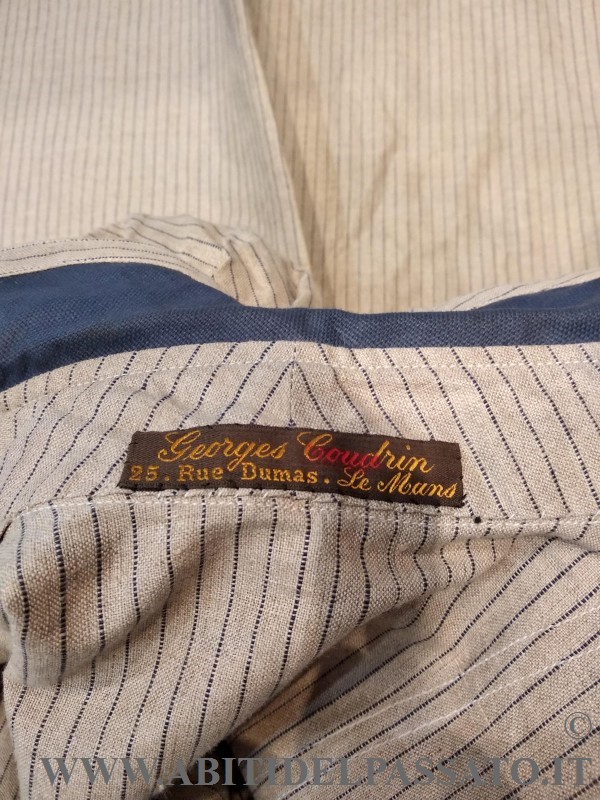 Georges Coudrin
25. Rue Dumas. Le Mans
©
WWW.ABITIDELPASSATO.IT